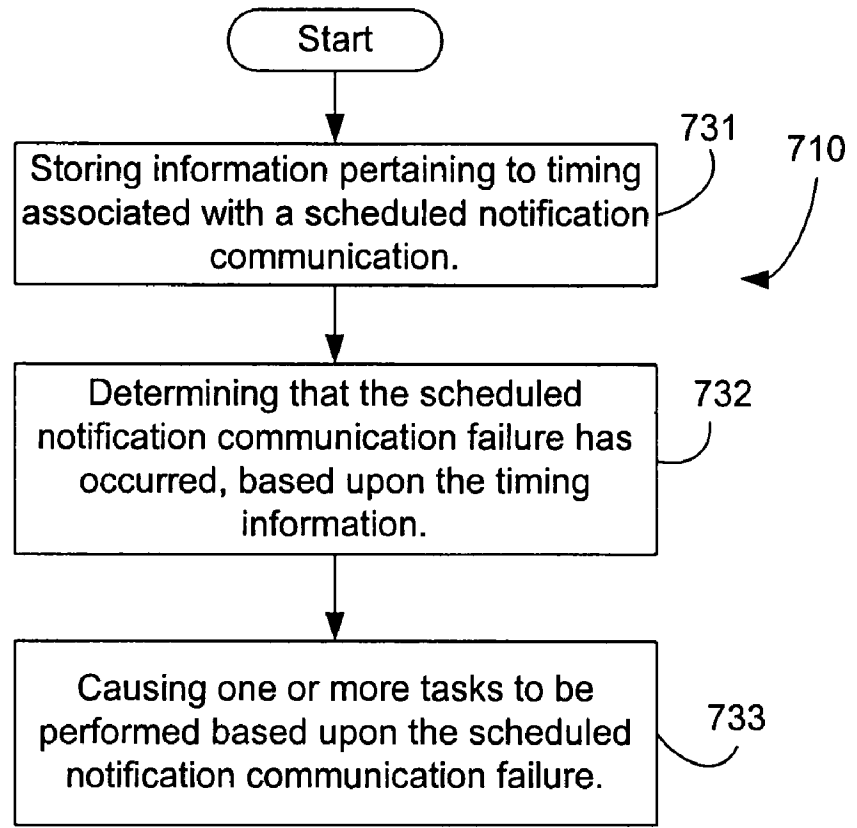 Start
731
710
Storing information pertaining to timing
associated with a scheduled notification
communication.
732
Determining that the scheduled
notification communication failure has
occurred, based upon the timing
information.
733
Causing one or more tasks to be
performed based upon the scheduled
notification communication failure.